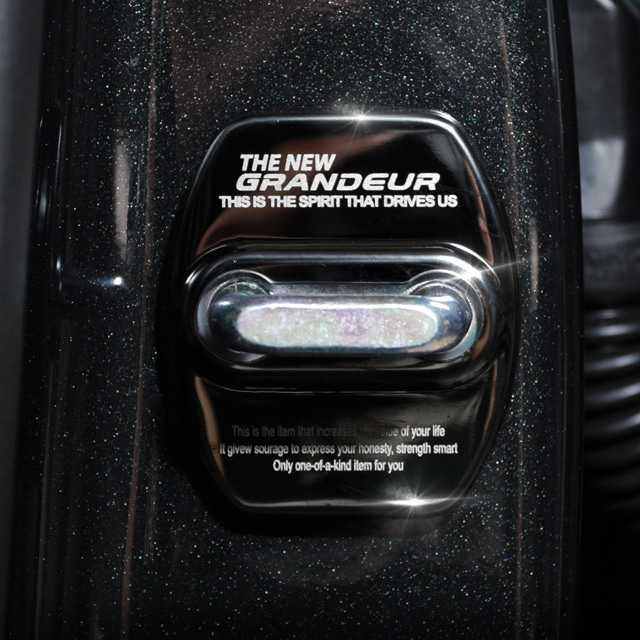 THE NEW
GRANDEUR
THIS IS THE SPIRIT THAT DRIVES US
This is the item that increases value of your life
It givew sourage to express your honesty, strength smart
Only one-of-a-kind item for you